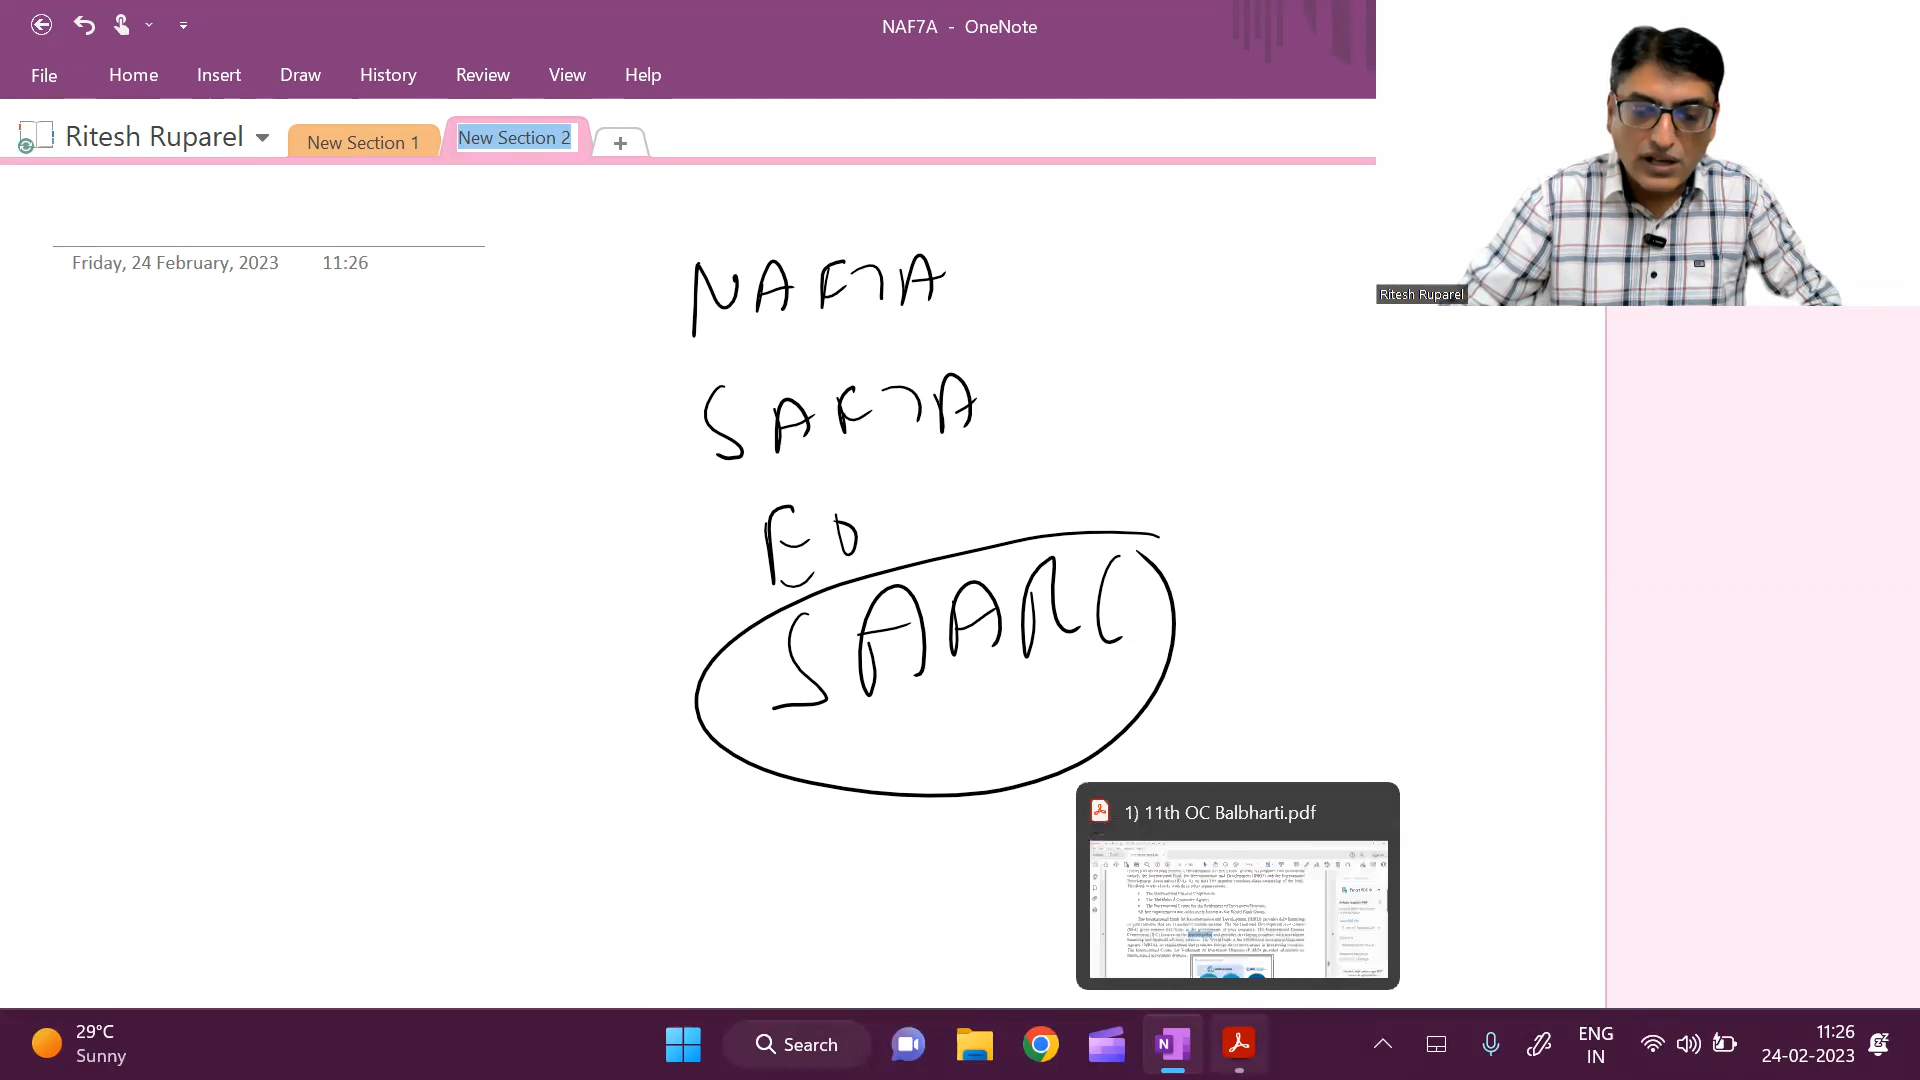 NAF7A - OneNote
File Home Insert Draw History Review View Help
Ritesh Ruparel New Section 1 New Section 2 +
Friday, 24 February, 2023 11:26
NAFTA
SAFTA
EU
SAARC
Ritesh Ruparel
1) 11th OC Balbharti.pdf
29°C
Sunny
Search
ENG
IN
11:26
24-02-2023